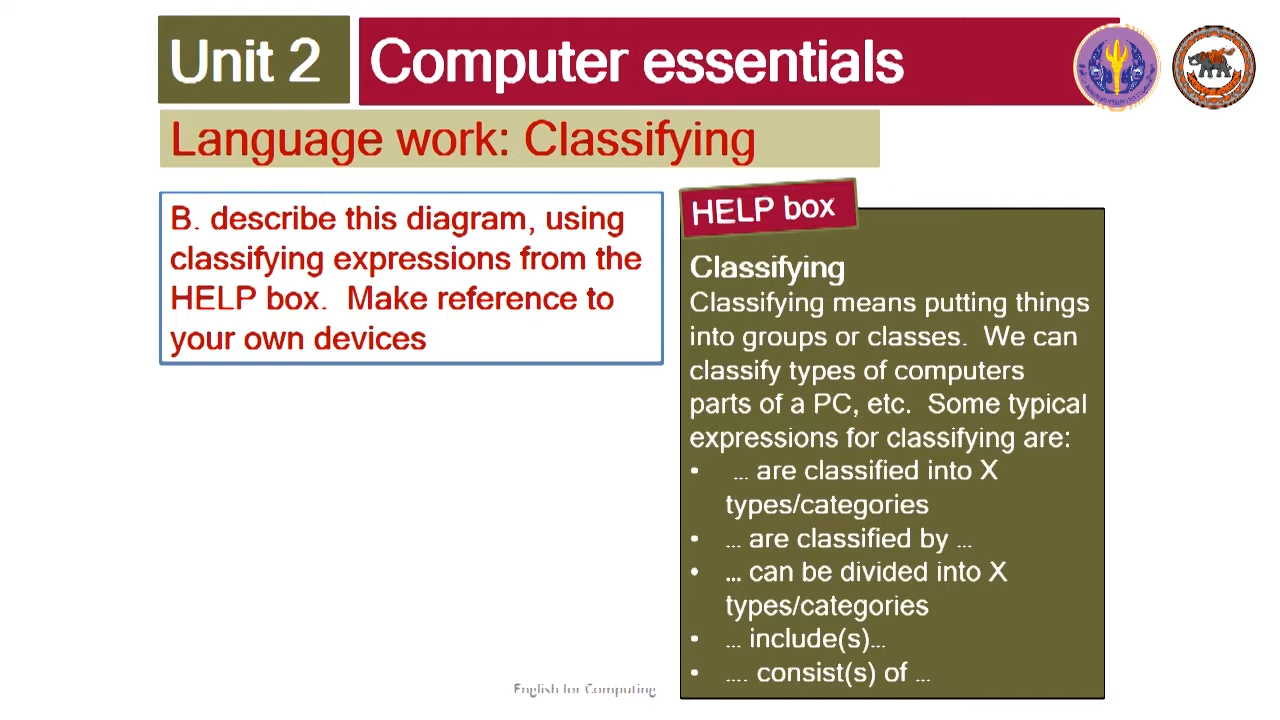 Unit 2
Computer essentials
Language work: Classifying
B. describe this diagram, using
classifying expressions from the
HELP box.  Make reference to
your own devices
HELP box
Classifying
Classifying means putting things
into groups or classes.  We can
classify types of computers
parts of a PC, etc.  Some typical
expressions for classifying are:
• … are classified into X
types/categories
• … are classified by …
• … can be divided into X
types/categories
• … include(s)…
• …. consist(s) of …
English for Computing